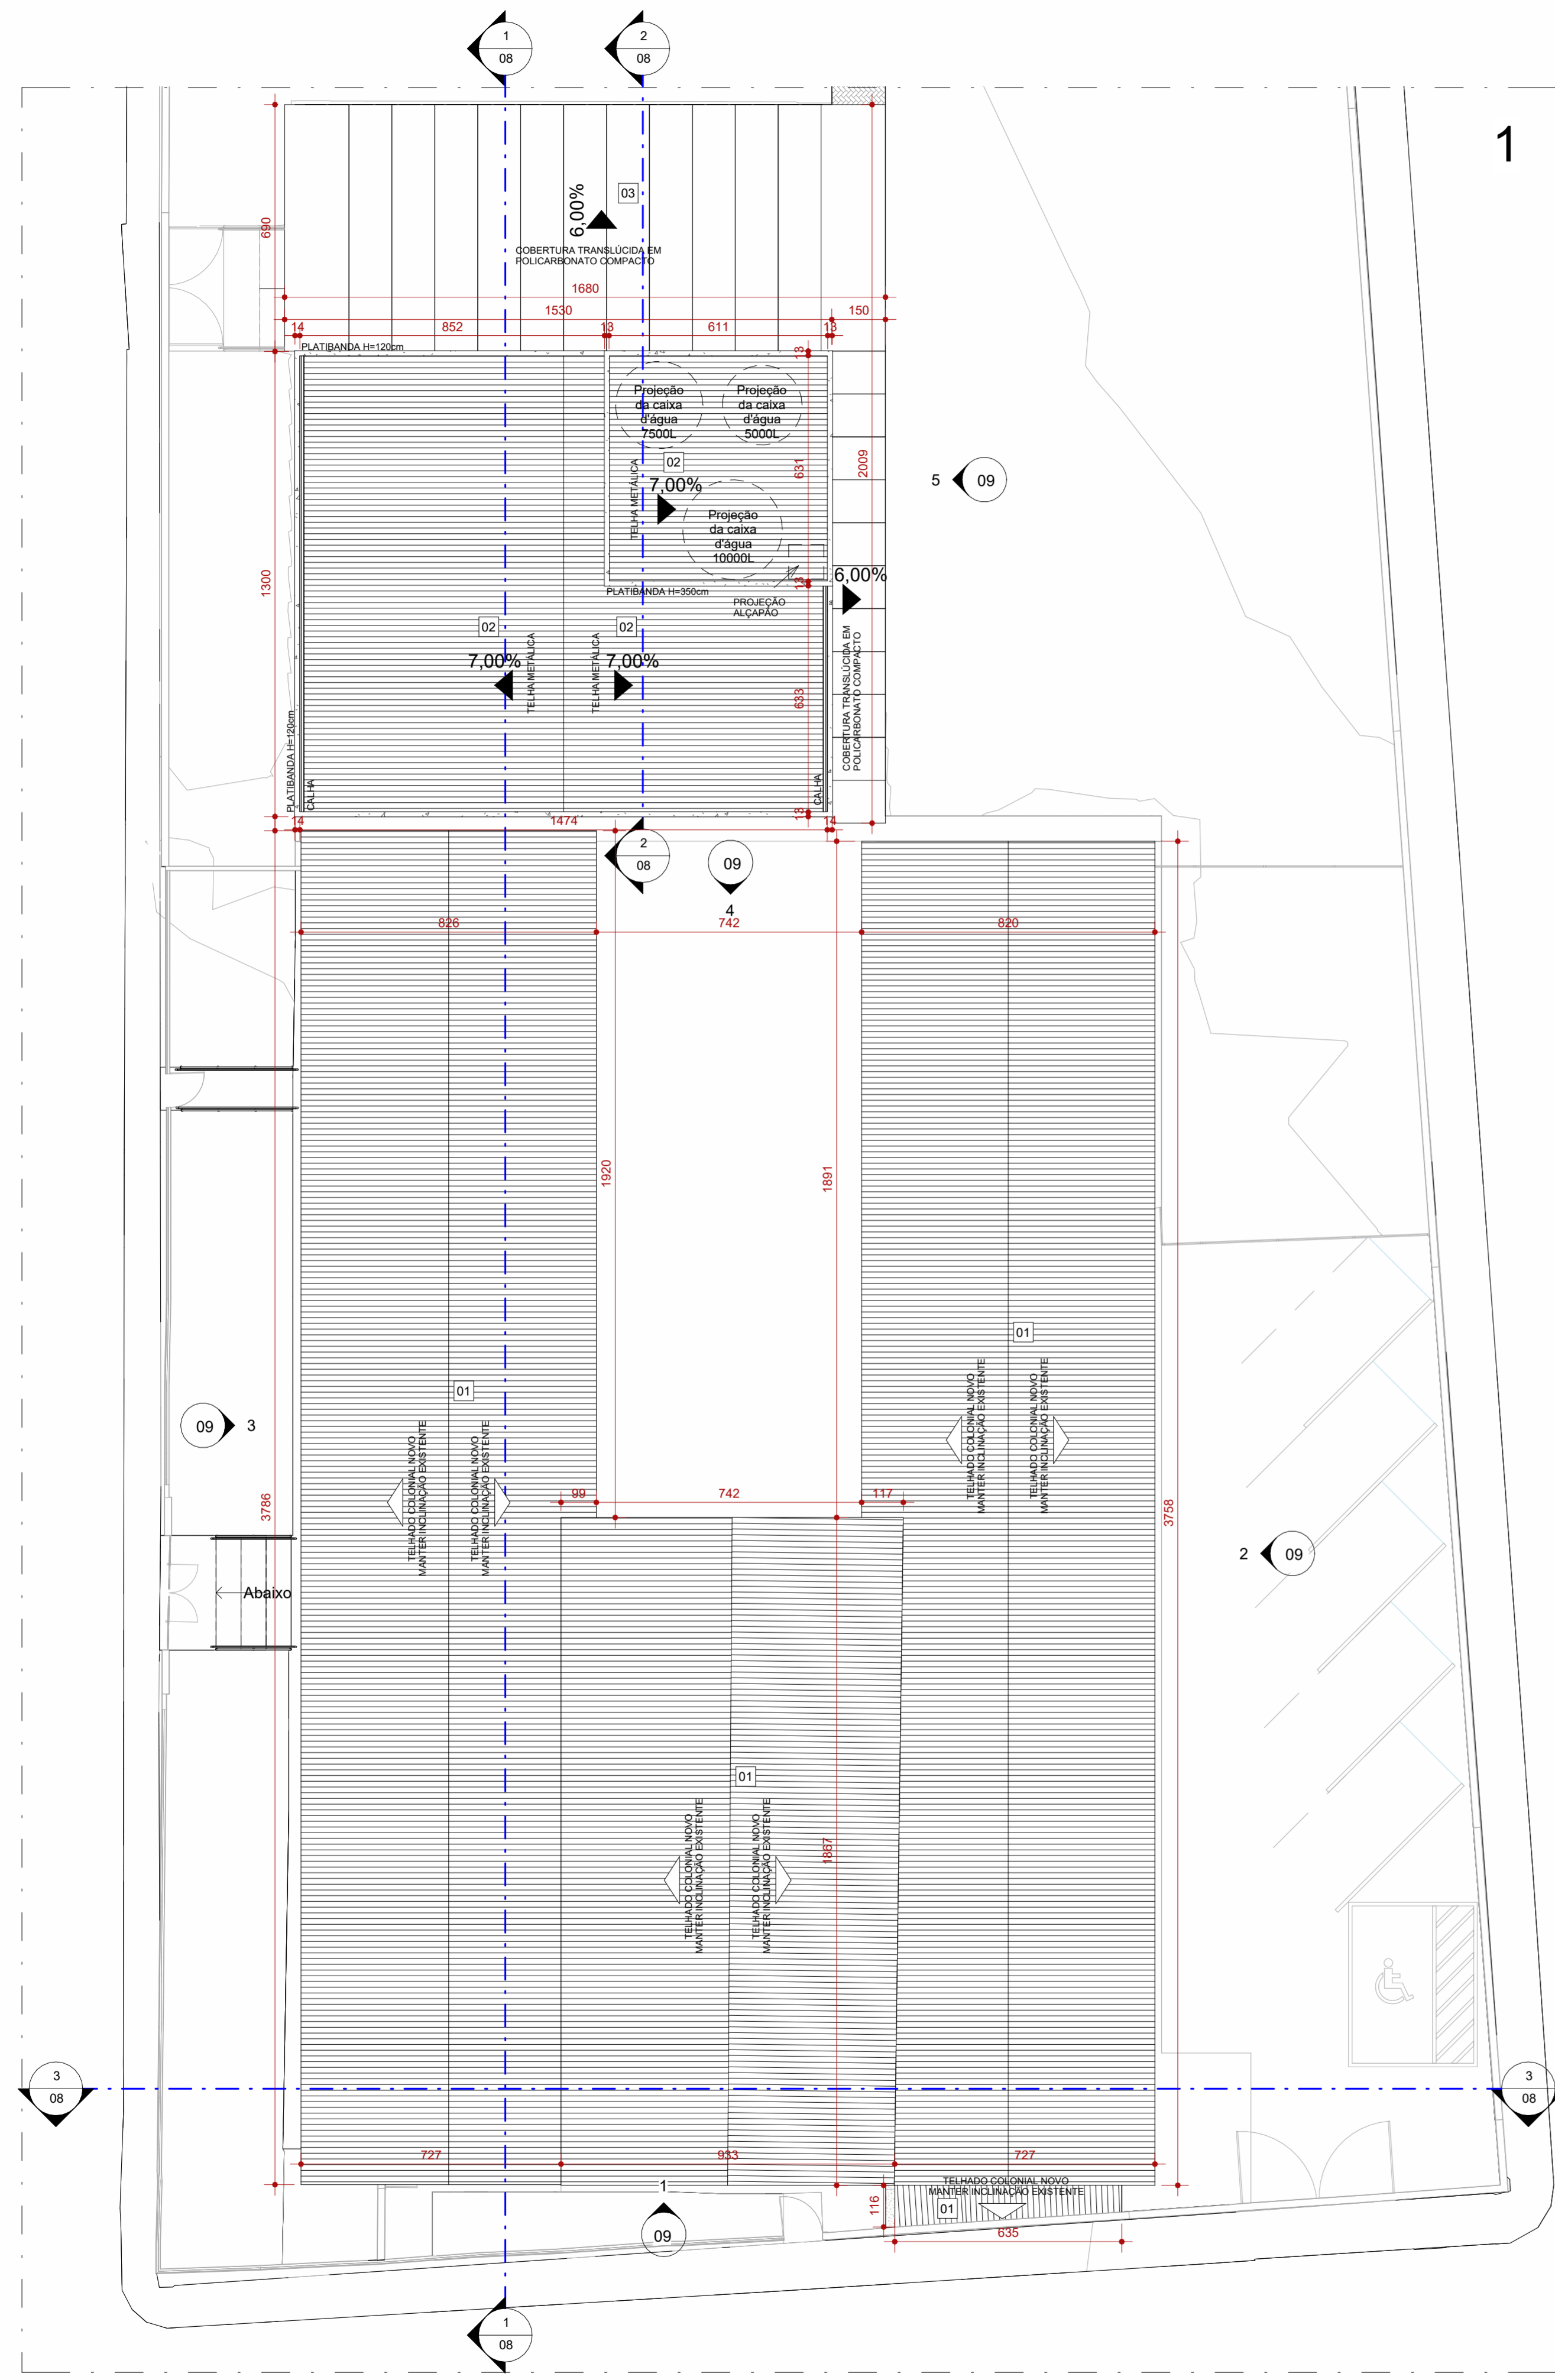 1
08
2
08
1
690
6,00%
03
COBERTURA TRANSLÚCIDA EM
POLICARBONATO COMPACTO
1680
1530
150
14
852
13
611
13
PLATIBANDA H=120cm
13
Projeção
da caixa
d'água
7500L
Projeção
da caixa
d'água
5000L
02
TELHA METÁLICA
7,00%
631
2009
5
09
Projeção
da caixa
d'água
10000L
1300
13
6,00%
PLATIBANDA H=350cm
PROJEÇÃO
ALÇAPÃO
02
02
7,00%
TELHA METÁLICA
TELHA METÁLICA
7,00%
633
COBERTURA TRANSLÚCIDA EM
POLICARBONATO COMPACTO
PLATIBANDA H=120cm
CALHA
CALHA
13
14
1474
14
2
08
09
4
826
742
820
1920
1891
01
01
TELHADO COLONIAL NOVO
MANTER INCLINAÇÃO EXISTENTE
TELHADO COLONIAL NOVO
MANTER INCLINAÇÃO EXISTENTE
09
3
TELHADO COLONIAL NOVO
MANTER INCLINAÇÃO EXISTENTE
TELHADO COLONIAL NOVO
MANTER INCLINAÇÃO EXISTENTE
3786
99
742
117
3758
2
09
Abaixo
01
TELHADO COLONIAL NOVO
MANTER INCLINAÇÃO EXISTENTE
TELHADO COLONIAL NOVO
MANTER INCLINAÇÃO EXISTENTE
1867
3
08
3
08
727
933
727
1
09
116
TELHADO COLONIAL NOVO
MANTER INCLINAÇÃO EXISTENTE
01
635
1
08